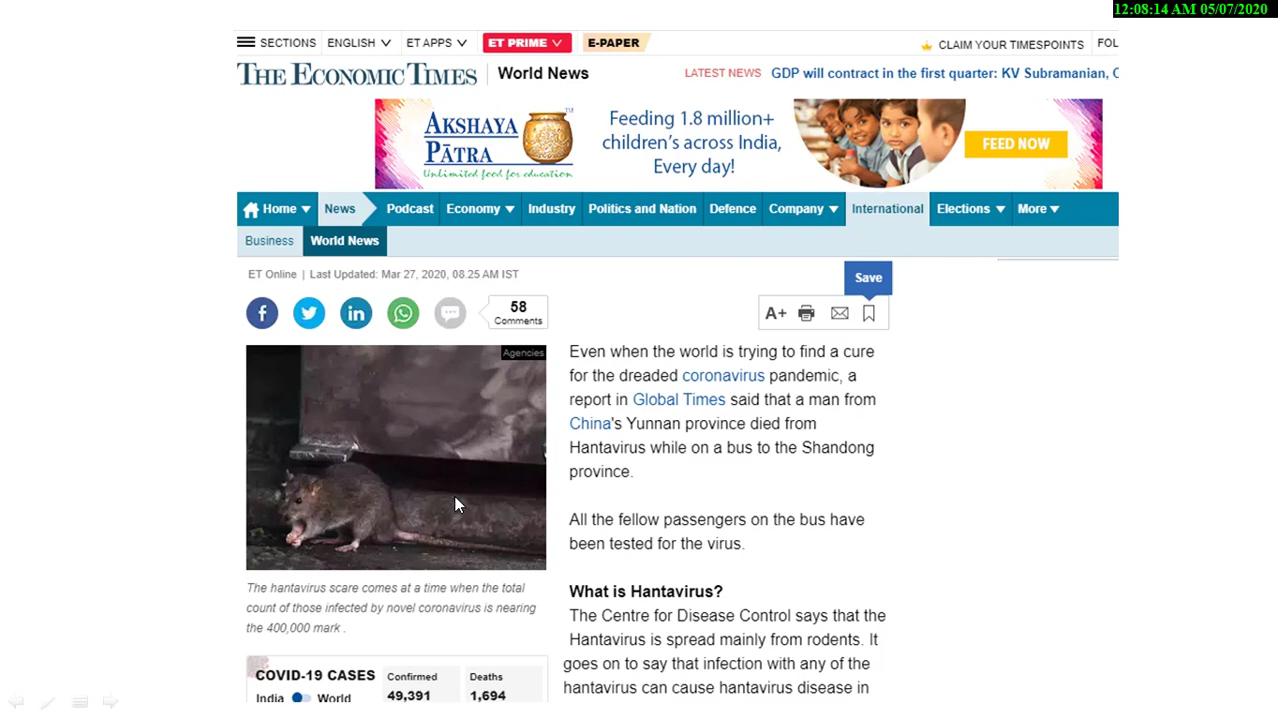 12:08:14 AM 05/07/2020
SECTIONS ENGLISH ET APPS ET PRIME E-PAPER CLAIM YOUR TIMESPOINTS FOL
THE ECONOMIC TIMES World News LATEST NEWS GDP will contract in the first quarter: KV Subramanian, C
AKSHAYA PĀTRA ™
Unlimited food for education
Feeding 1.8 million+
children's across India,
Every day!
FEED NOW
Home News Podcast Economy Industry Politics and Nation Defence Company International Elections More
Business World News
ET Online | Last Updated: Mar 27, 2020, 08.25 AM IST
Save
58
Comments
A+
Agencies
The hantavirus scare comes at a time when the total
count of those infected by novel coronavirus is nearing
the 400,000 mark .
COVID-19 CASES Confirmed Deaths
India World 49,391 1,694
Even when the world is trying to find a cure
for the dreaded coronavirus pandemic, a
report in Global Times said that a man from
China's Yunnan province died from
Hantavirus while on a bus to the Shandong
province.
All the fellow passengers on the bus have
been tested for the virus.
What is Hantavirus?
The Centre for Disease Control says that the
Hantavirus is spread mainly from rodents. It
goes on to say that infection with any of the
hantavirus can cause hantavirus disease in